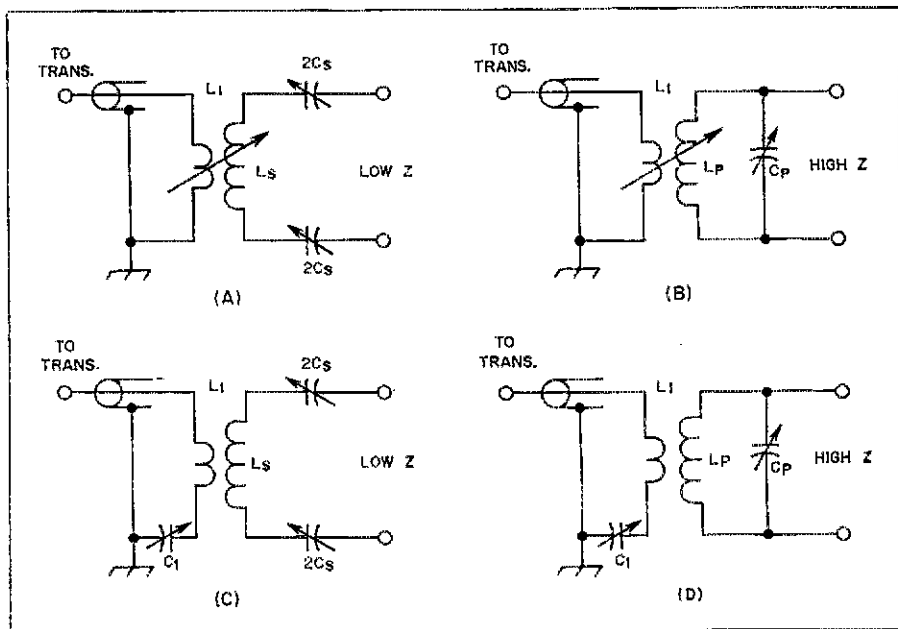 TO
TRANS.
L1
2Cs
Ls
LOW Z
2Cs
(A)
TO
TRANS.
L1
LP
CP
HIGH Z
(B)
TO
TRANS.
L1
2Cs
Ls
LOW Z
C1
2Cs
(C)
TO
TRANS.
L1
LP
CP
HIGH Z
C1
(D)